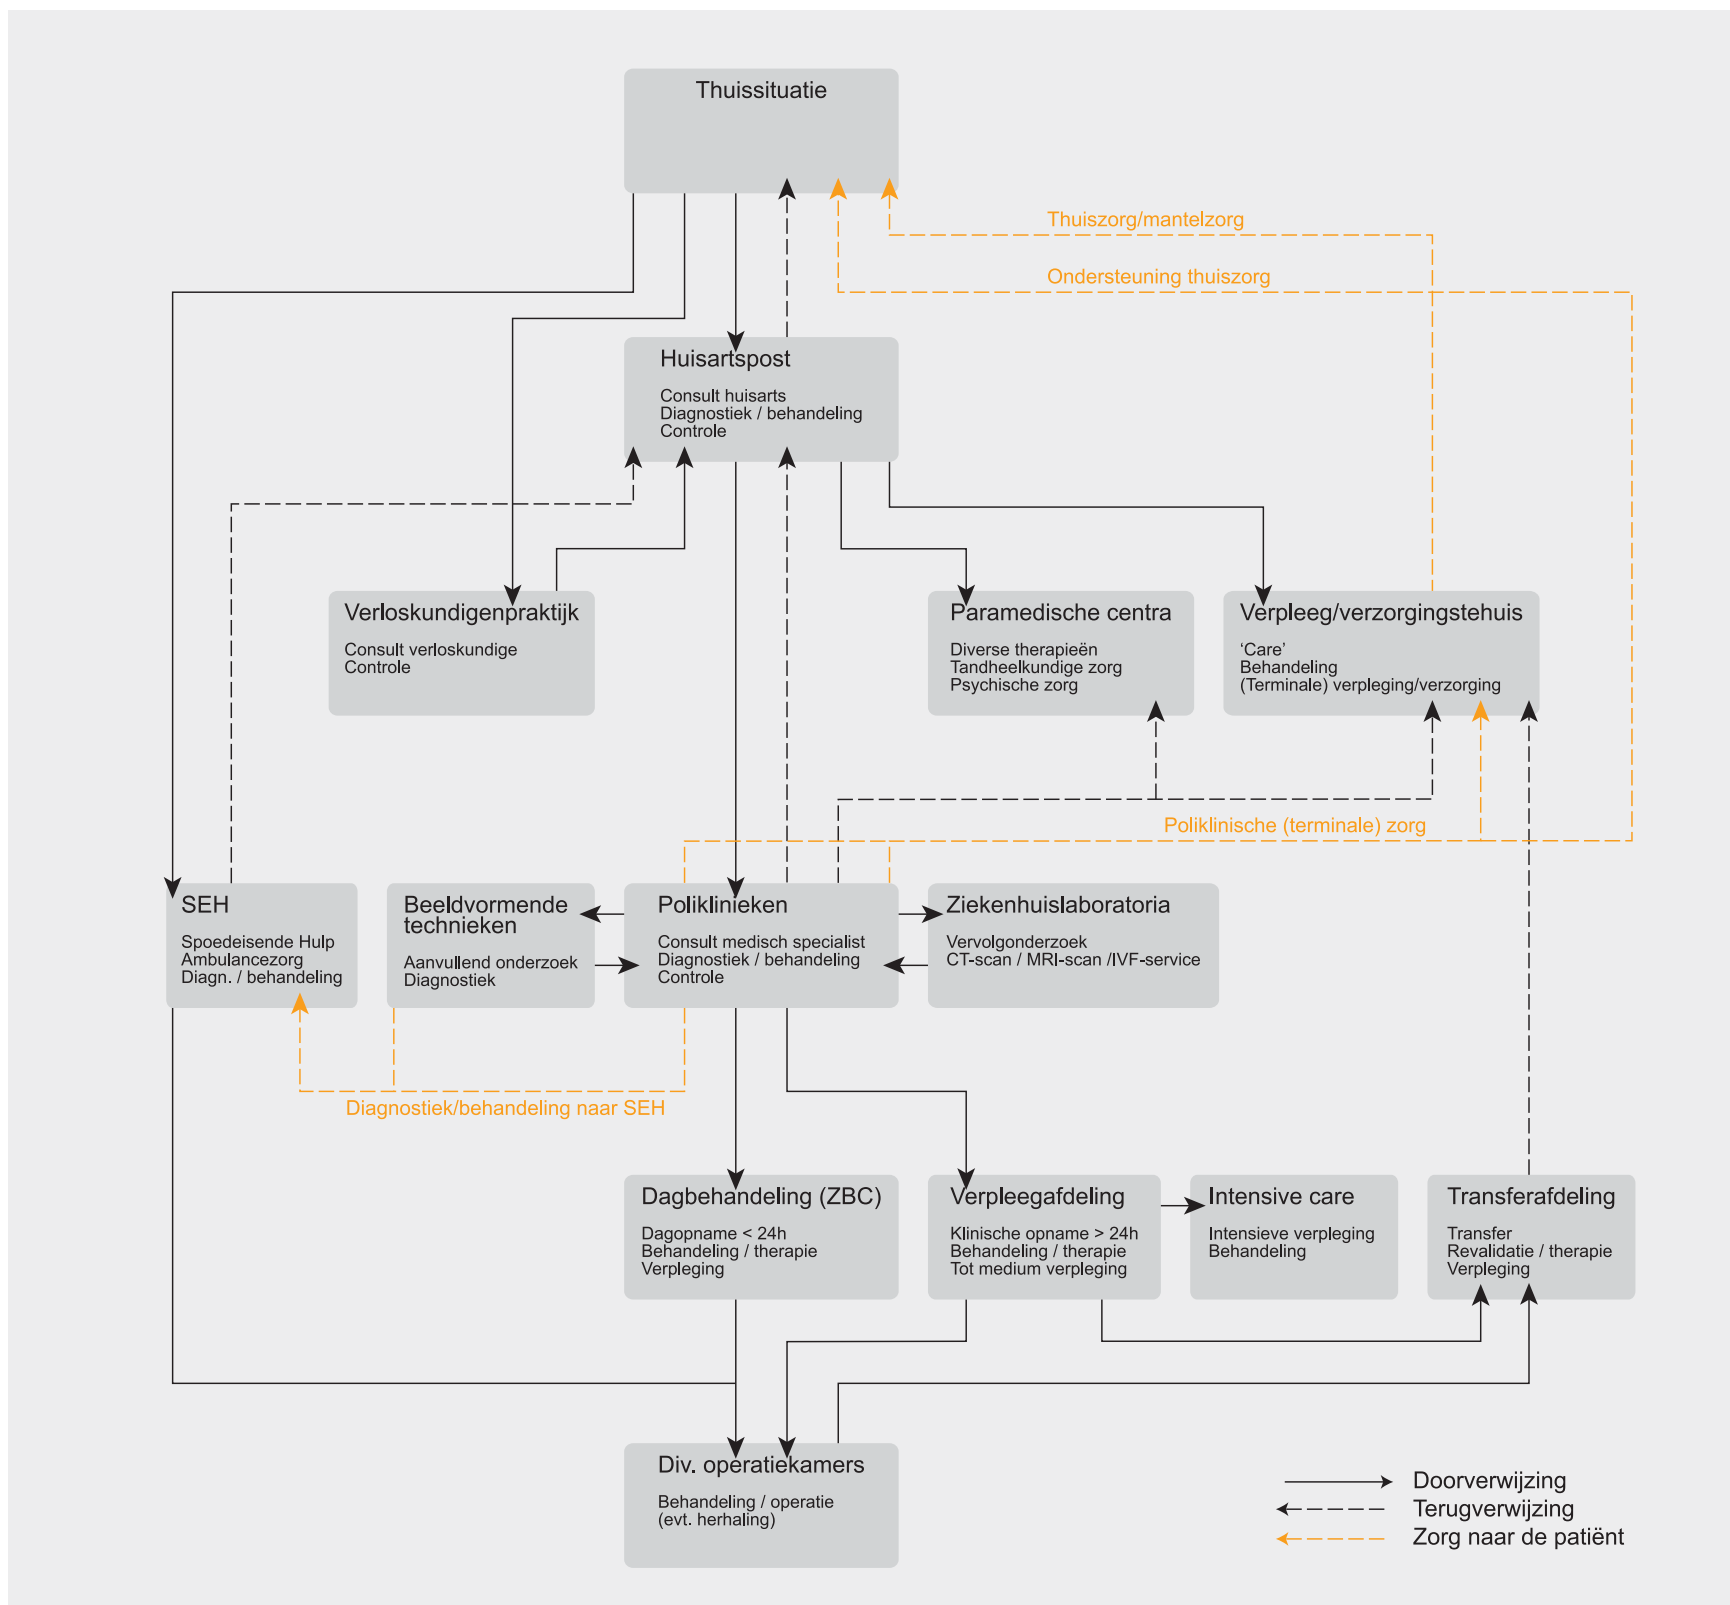 Thuissituatie
Thuiszorg/mantelzorg
Ondersteuning thuiszorg
Huisartspost
Consult huisarts
Diagnostiek / behandeling
Controle
Verloskundigenpraktijk
Consult verloskundige
Controle
Paramedische centra
Diverse therapieën
Tandheelkundige zorg
Psychische zorg
Verpleeg/verzorgingstehuis
‘Care’
Behandeling
(Terminale) verpleging/verzorging
Poliklinische (terminale) zorg
SEH
Spoedeisende Hulp
Ambulancezorg
Diagn. / behandeling
Beeldvormende
technieken
Aanvullend onderzoek
Diagnostiek
Poliklinieken
Consult medisch specialist
Diagnostiek / behandeling
Controle
Ziekenhuislaboratoria
Vervolgonderzoek
CT-scan / MRI-scan /IVF-service
Diagnostiek/behandeling naar SEH
Dagbehandeling (ZBC)
Dagopname < 24h
Behandeling / therapie
Verpleging
Verpleegafdeling
Klinische opname > 24h
Behandeling / therapie
Tot medium verpleging
Intensive care
Intensieve verpleging
Behandeling
Transferafdeling
Transfer
Revalidatie / therapie
Verpleging
Div. operatiekamers
Behandeling / operatie
(evt. herhaling)
Doorverwijzing
Terugverwijzing
Zorg naar de patiënt